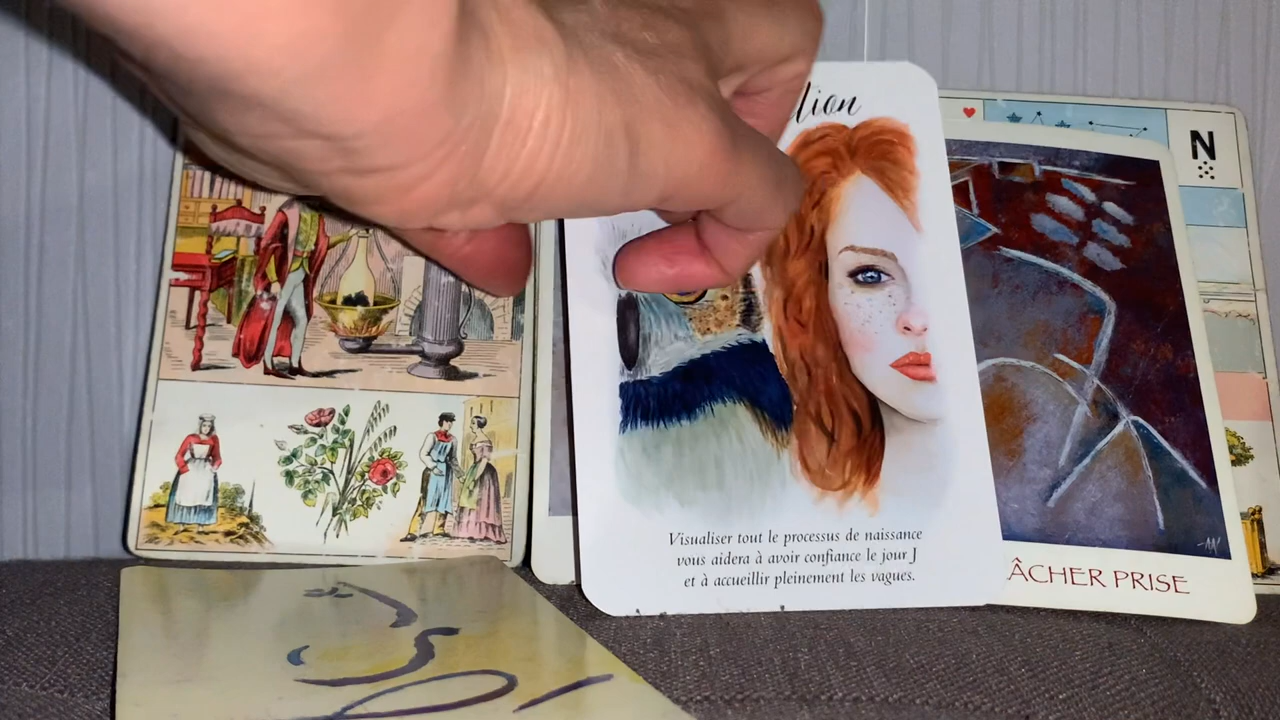 tion
N
Visualiser tout le processus de naissance
vous aidera à avoir confiance le jour J
et à accueillir pleinement les vagues.
ÂCHER PRISE